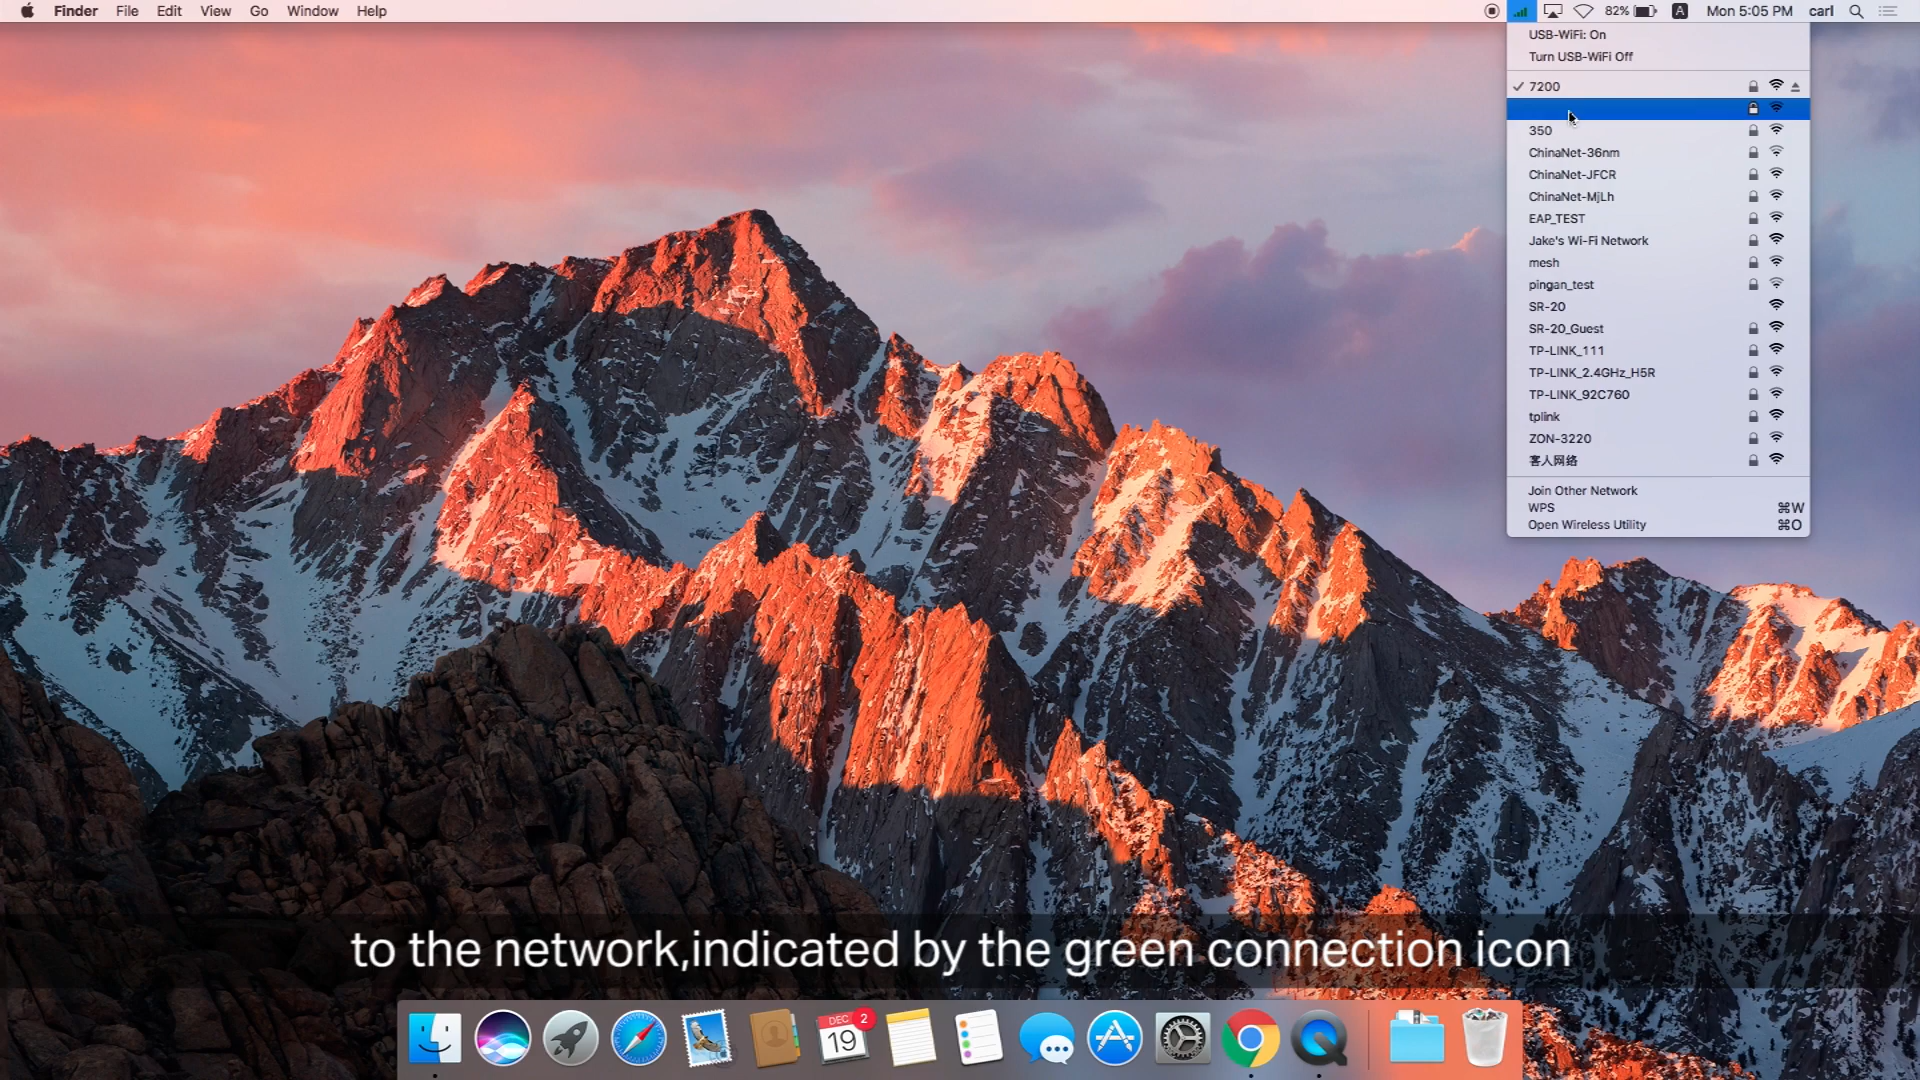 Finder File Edit View Go Window Help 82% A Mon 5:05 PM carl
USB-WiFi: On
Turn USB-WiFi Off
7200
350
ChinaNet-36nm
ChinaNet-JFCR
ChinaNet-MjLh
EAP_TEST
Jake's Wi-Fi Network
mesh
pingan_test
SR-20
SR-20_Guest
TP-LINK_111
TP-LINK_2.4GHz_H5R
TP-LINK_92C760
tplink
ZON-3220
客人网络
Join Other Network
WPS ⌘W
Open Wireless Utility ⌘O
to the network,indicated by the green connection icon
DEC 2
19